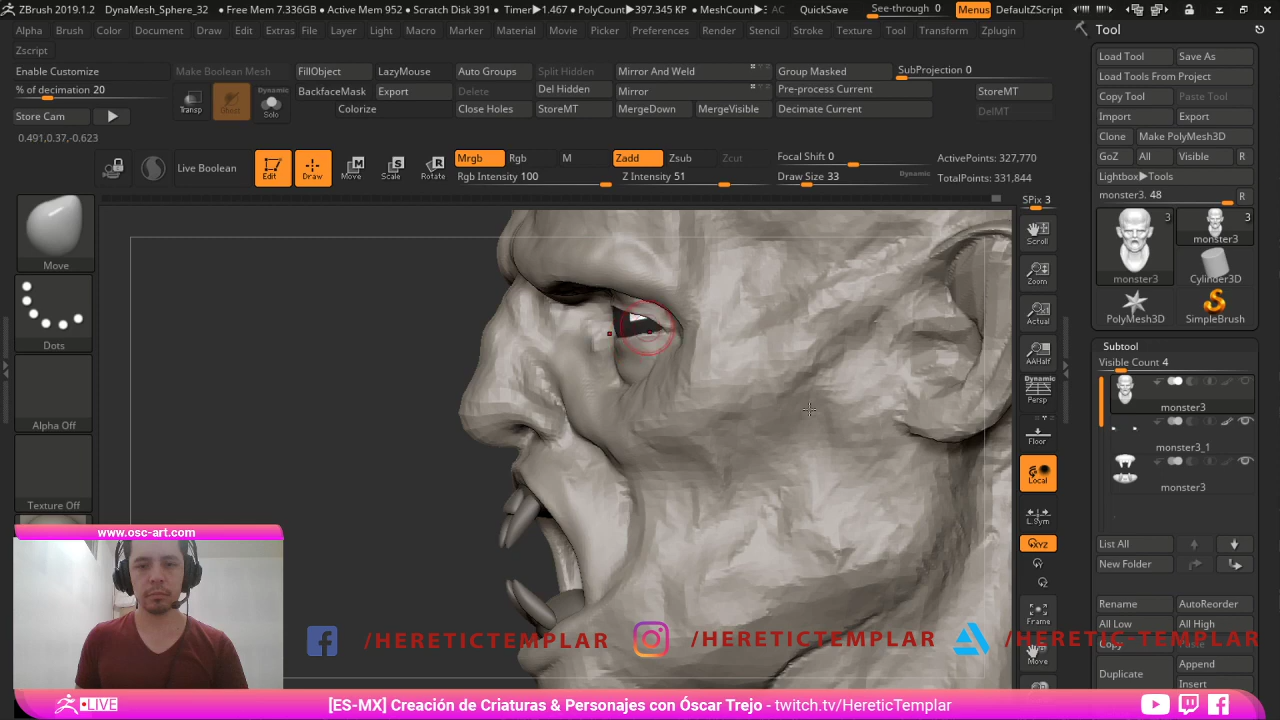 ZBrush 2019.1.2 DynaMesh_Sphere_32 • Free Mem 7.336GB • Active Mem 952 • Scratch Disk 391 • Timer▶1.467 • PolyCount▶397.345 KP • MeshCount▶3 AC QuickSave See-through 0 Menus DefaultZScript
Alpha Brush Color Document Draw Edit Extras File Layer Light Macro Marker Material Movie Picker Preferences Render Stencil Stroke Texture Tool Transform Zplugin
Zscript
Tool
Enable Customize Make Boolean Mesh FillObject LazyMouse Auto Groups Split Hidden Mirror And Weld Group Masked SubProjection 0
% of decimation 20 Transp Ghost Dynamic Solo BackfaceMask Export Delete Del Hidden Mirror Pre-process Current StoreMT
Store Cam Colorize Close Holes StoreMT MergeDown MergeVisible Decimate Current DelMT
0.491,0.37,-0.623
Live Boolean Edit Draw Move Scale Rotate Mrgb Rgb M Zadd Zsub Zcut Focal Shift 0 ActivePoints: 327,770
Rgb Intensity 100 Z Intensity 51 Draw Size 33 Dynamic TotalPoints: 331,844
Load Tool Save As
Load Tools From Project
Copy Tool Paste Tool
Import Export
Clone Make PolyMesh3D
GoZ All Visible R
Lightbox▶Tools
monster3. 48 R
3 3
monster3
monster3 Cylinder3D
PolyMesh3D SimpleBrush
Subtool
Visible Count 4
monster3
monster3_1
monster3
List All
New Folder
Rename AutoReorder
All Low All High
Copy Paste
Duplicate Append
Insert
Move
Dots
Alpha Off
Texture Off
SPix 3
Scroll
Zoom
Actual
AAHalf
Dynamic
Persp
Floor
Local
L.Sym
XYZ
Frame
Move
www.osc-art.com
/HERETICTEMPLAR /HERETICTEMPLAR /HERETIC_TEMPLAR
LIVE [ES-MX] Creación de Criaturas & Personajes con Óscar Trejo - twitch.tv/HereticTemplar